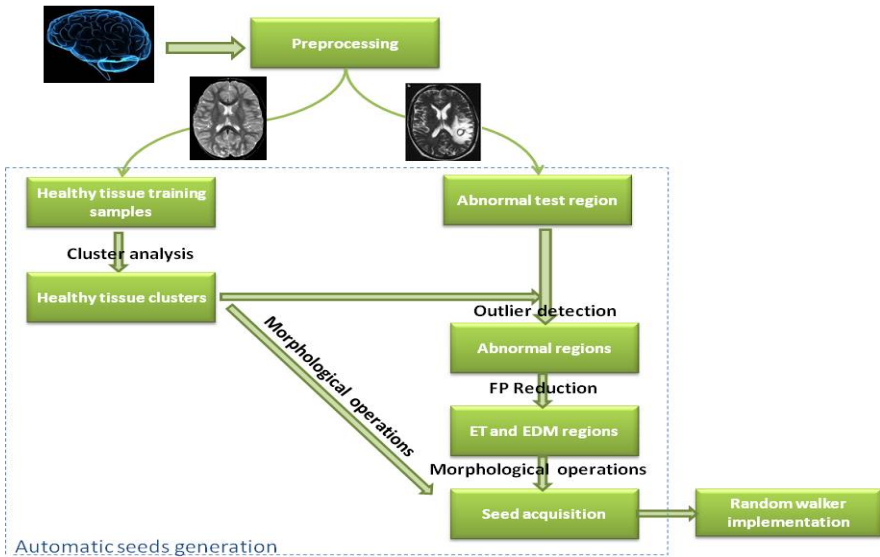 Preprocessing
Healthy tissue training
samples
Abnormal test region
Cluster analysis
Healthy tissue clusters
Outlier detection
Morphological operations
Abnormal regions
FP Reduction
ET and EDM regions
Morphological operations
Seed acquisition
Random walker
implementation
Automatic seeds generation